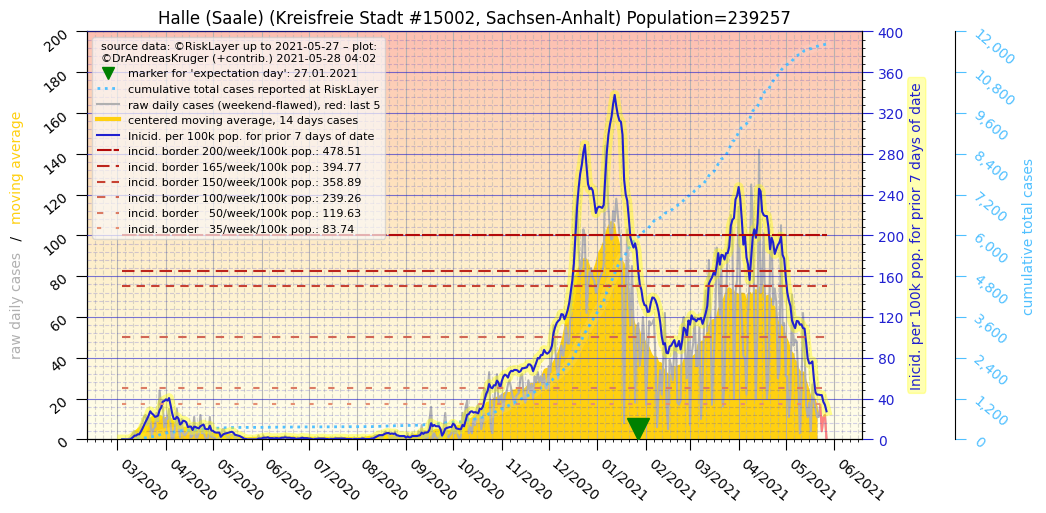 Halle (Saale) (Kreisfreie Stadt #15002, Sachsen-Anhalt) Population=239257
source data: ©RiskLayer up to 2021-05-27 – plot:
©DrAndreasKruger (+contrib.) 2021-05-28 04:02
marker for 'expectation day': 27.01.2021
cumulative total cases reported at RiskLayer
raw daily cases (weekend-flawed), red: last 5
centered moving average, 14 days cases
Inicid. per 100k pop. for prior 7 days of date
incid. border 200/week/100k pop.: 478.51
incid. border 165/week/100k pop.: 394.77
incid. border 150/week/100k pop.: 358.89
incid. border 100/week/100k pop.: 239.26
incid. border   50/week/100k pop.: 119.63
incid. border   35/week/100k pop.: 83.74
raw daily cases / moving average
200
180
160
140
120
100
80
60
40
20
0
03/2020
04/2020
05/2020
06/2020
07/2020
08/2020
09/2020
10/2020
11/2020
12/2020
01/2021
02/2021
03/2021
04/2021
05/2021
06/2021
400
360
320
280
240
200
160
120
80
40
0
Inicid. per 100k pop. for prior 7 days of date
12,000
10,800
9,600
8,400
7,200
6,000
4,800
3,600
2,400
1,200
0
cumulative total cases